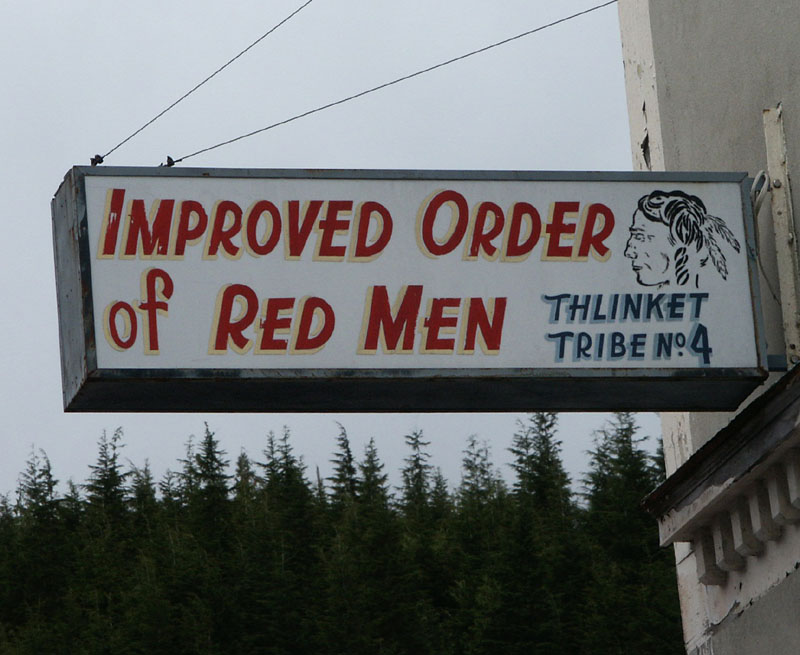 IMPROVED ORDER
of RED MEN
THLINKET
TRIBE No. 4